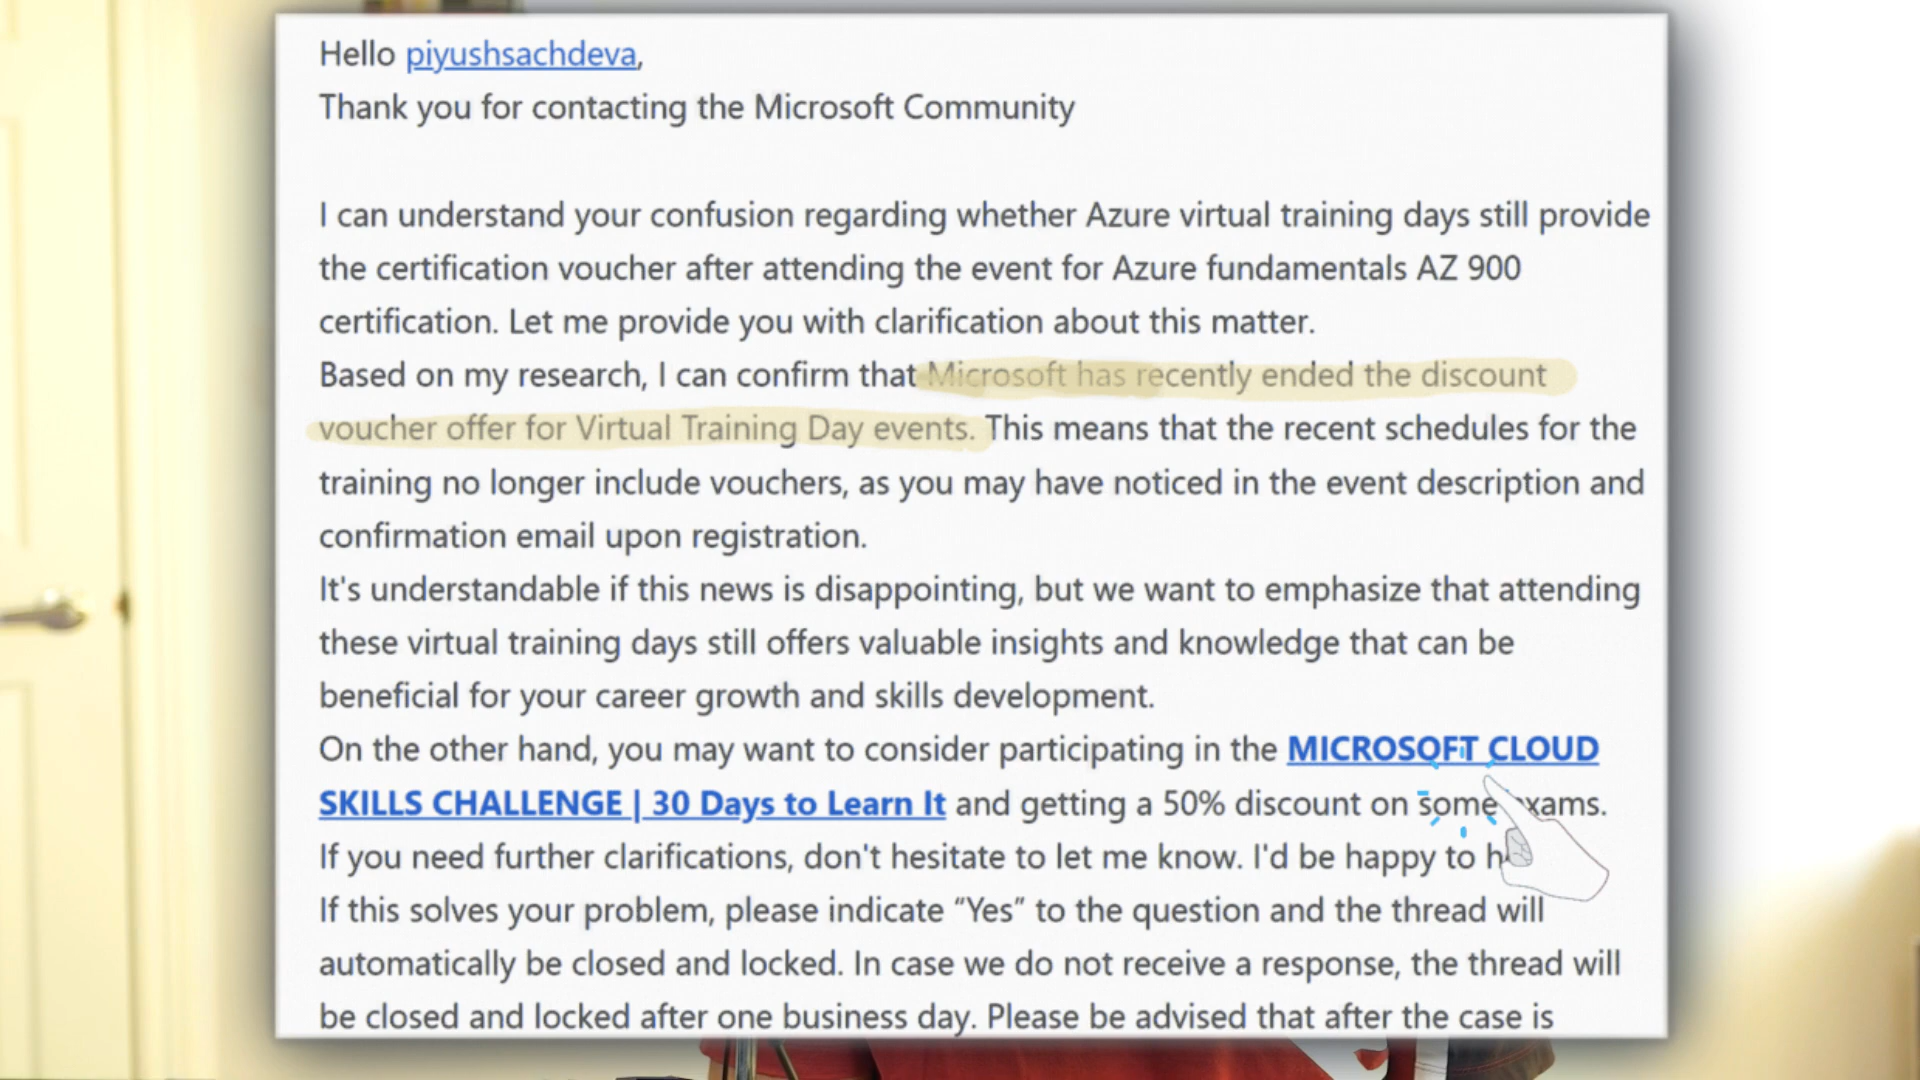 Hello piyushsachdeva,
Thank you for contacting the Microsoft Community
I can understand your confusion regarding whether Azure virtual training days still provide
the certification voucher after attending the event for Azure fundamentals AZ 900
certification. Let me provide you with clarification about this matter.
Based on my research, I can confirm that Microsoft has recently ended the discount
voucher offer for Virtual Training Day events. This means that the recent schedules for the
training no longer include vouchers, as you may have noticed in the event description and
confirmation email upon registration.
It's understandable if this news is disappointing, but we want to emphasize that attending
these virtual training days still offers valuable insights and knowledge that can be
beneficial for your career growth and skills development.
On the other hand, you may want to consider participating in the MICROSOFT CLOUD
SKILLS CHALLENGE | 30 Days to Learn It and getting a 50% discount on some exams.
If you need further clarifications, don't hesitate to let me know. I'd be happy to
If this solves your problem, please indicate “Yes” to the question and the thread will
automatically be closed and locked. In case we do not receive a response, the thread will
be closed and locked after one business day. Please be advised that after the case is